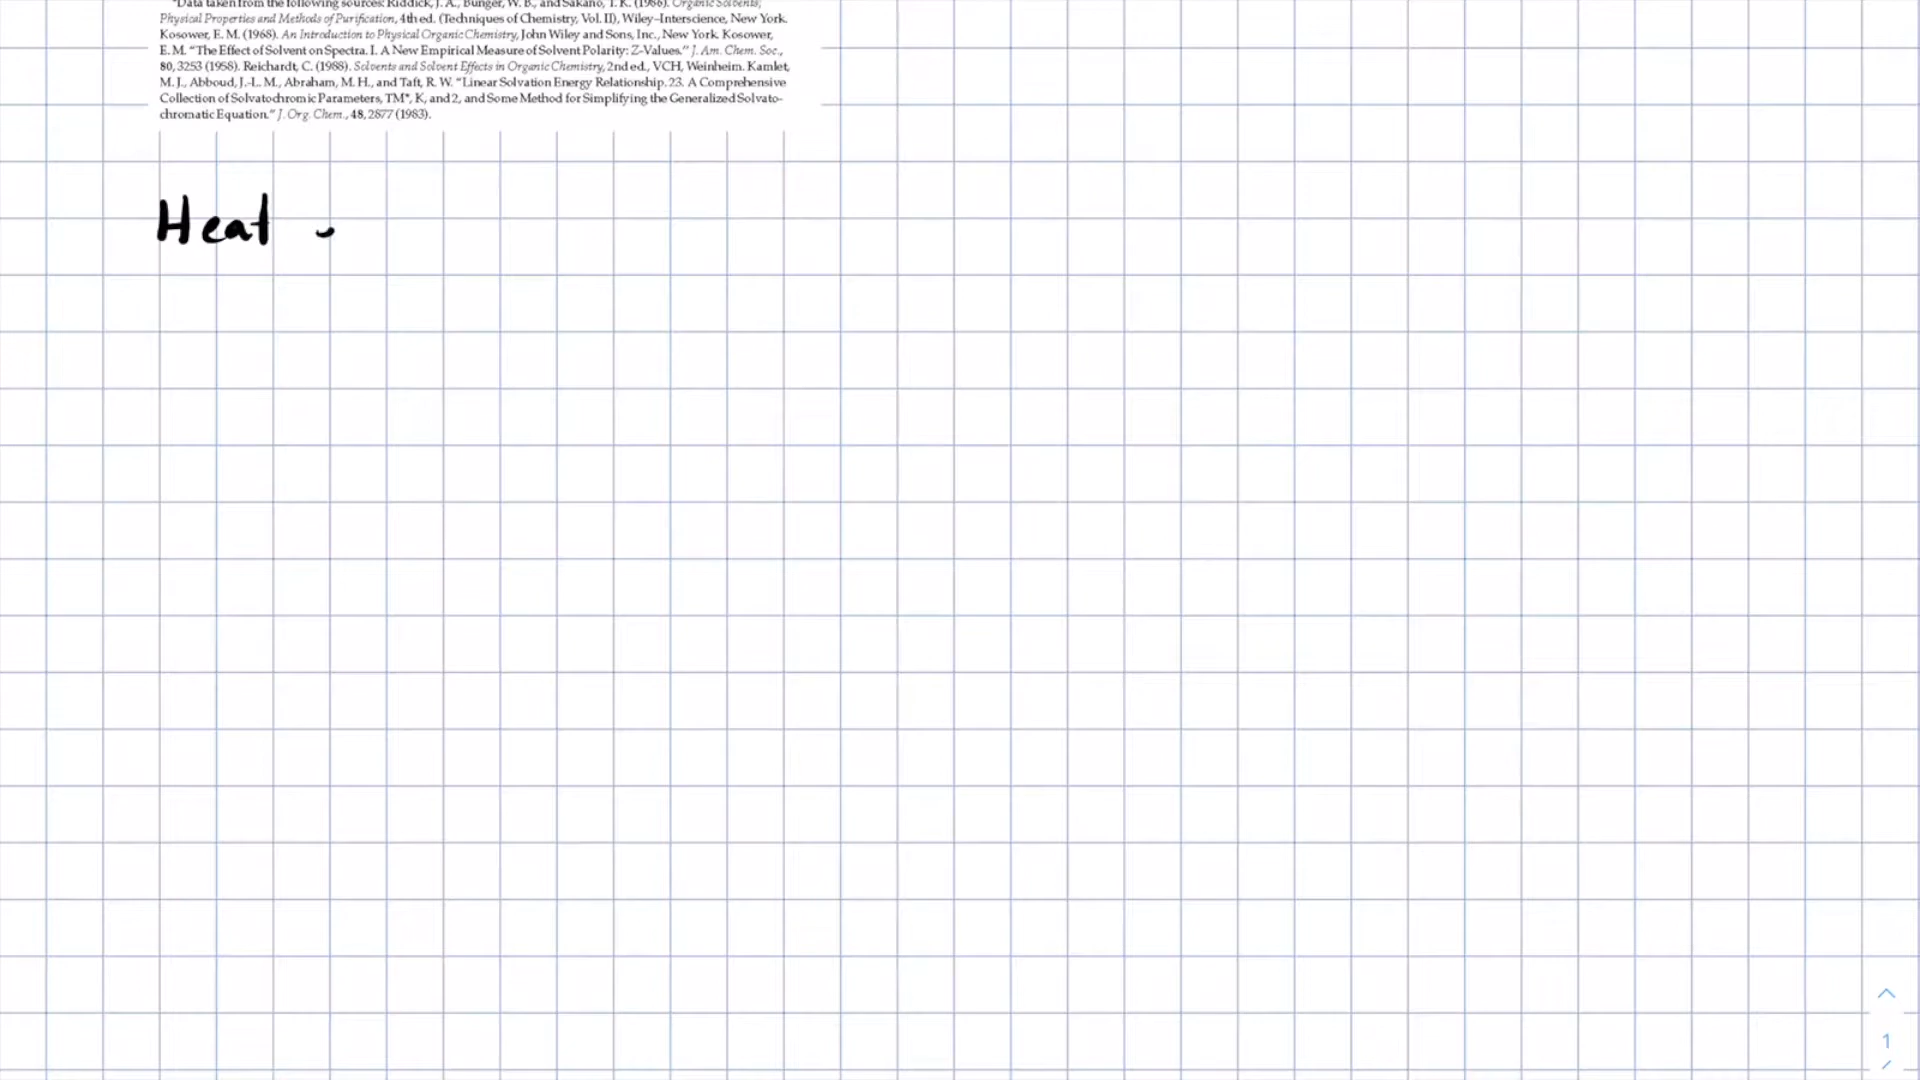 *Data taken from the following sources: Riddick, J. A., Bunger, W. B., and Sakano, T. K. (1986). Organic Solvents;
Physical Properties and Methods of Purification, 4th ed. (Techniques of Chemistry, Vol. II), Wiley–Interscience, New York.
Kosower, E. M. (1968). An Introduction to Physical Organic Chemistry, John Wiley and Sons, Inc., New York. Kosower,
E. M. "The Effect of Solvent on Spectra. I. A New Empirical Measure of Solvent Polarity: Z-Values." J. Am. Chem. Soc.,
80, 3253 (1958). Reichardt, C. (1988). Solvents and Solvent Effects in Organic Chemistry, 2nd ed., VCH, Weinheim. Kamlet,
M. J., Abboud, J.-L. M., Abraham, M. H., and Taft, R. W. "Linear Solvation Energy Relationship. 23. A Comprehensive
Collection of Solvatochromic Parameters, TM*, K, and 2, and Some Method for Simplifying the Generalized Solvato-
chromatic Equation." J. Org. Chem., 48, 2877 (1983).
Heat
1